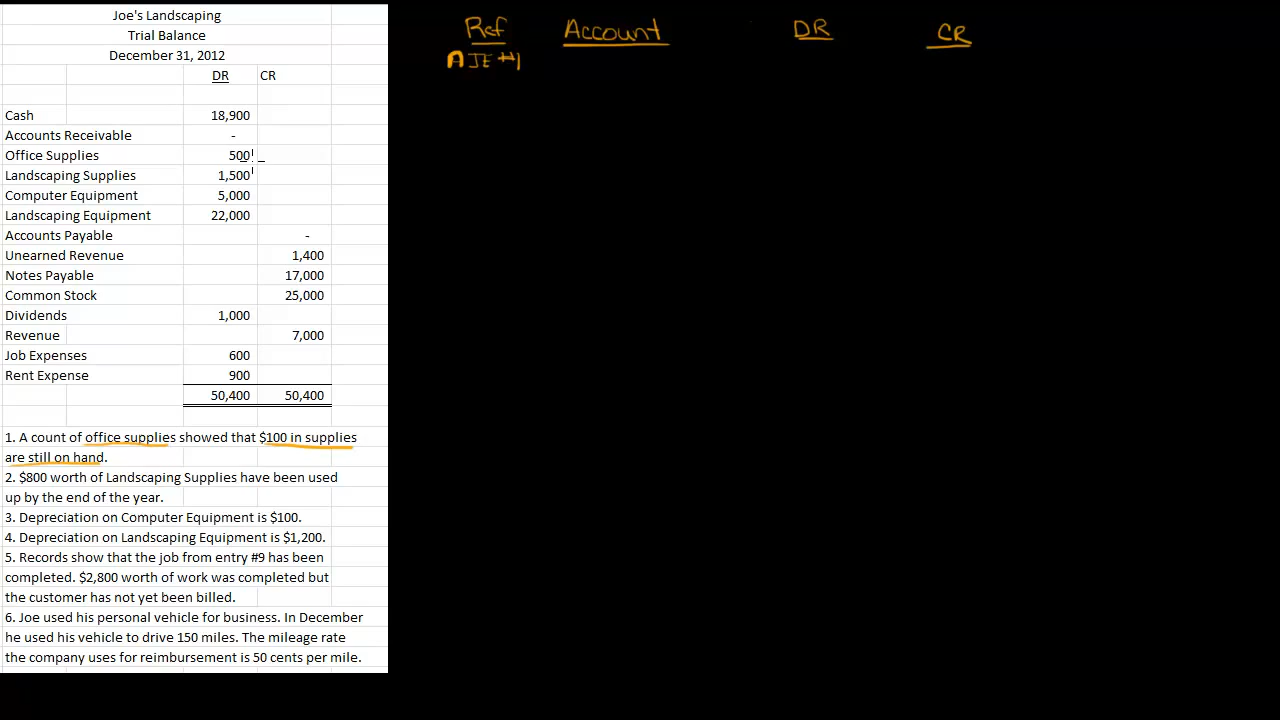 Joe's Landscaping
Trial Balance
December 31, 2012
DR CR
Cash 18,900
Accounts Receivable -
Office Supplies 500
Landscaping Supplies 1,500
Computer Equipment 5,000
Landscaping Equipment 22,000
Accounts Payable -
Unearned Revenue 1,400
Notes Payable 17,000
Common Stock 25,000
Dividends 1,000
Revenue 7,000
Job Expenses 600
Rent Expense 900
50,400 50,400
1. A count of office supplies showed that $100 in supplies
are still on hand.
2. $800 worth of Landscaping Supplies have been used
up by the end of the year.
3. Depreciation on Computer Equipment is $100.
4. Depreciation on Landscaping Equipment is $1,200.
5. Records show that the job from entry #9 has been
completed. $2,800 worth of work was completed but
the customer has not yet been billed.
6. Joe used his personal vehicle for business. In December
he used his vehicle to drive 150 miles. The mileage rate
the company uses for reimbursement is 50 cents per mile.
Ref Account DR CR
AJE #1